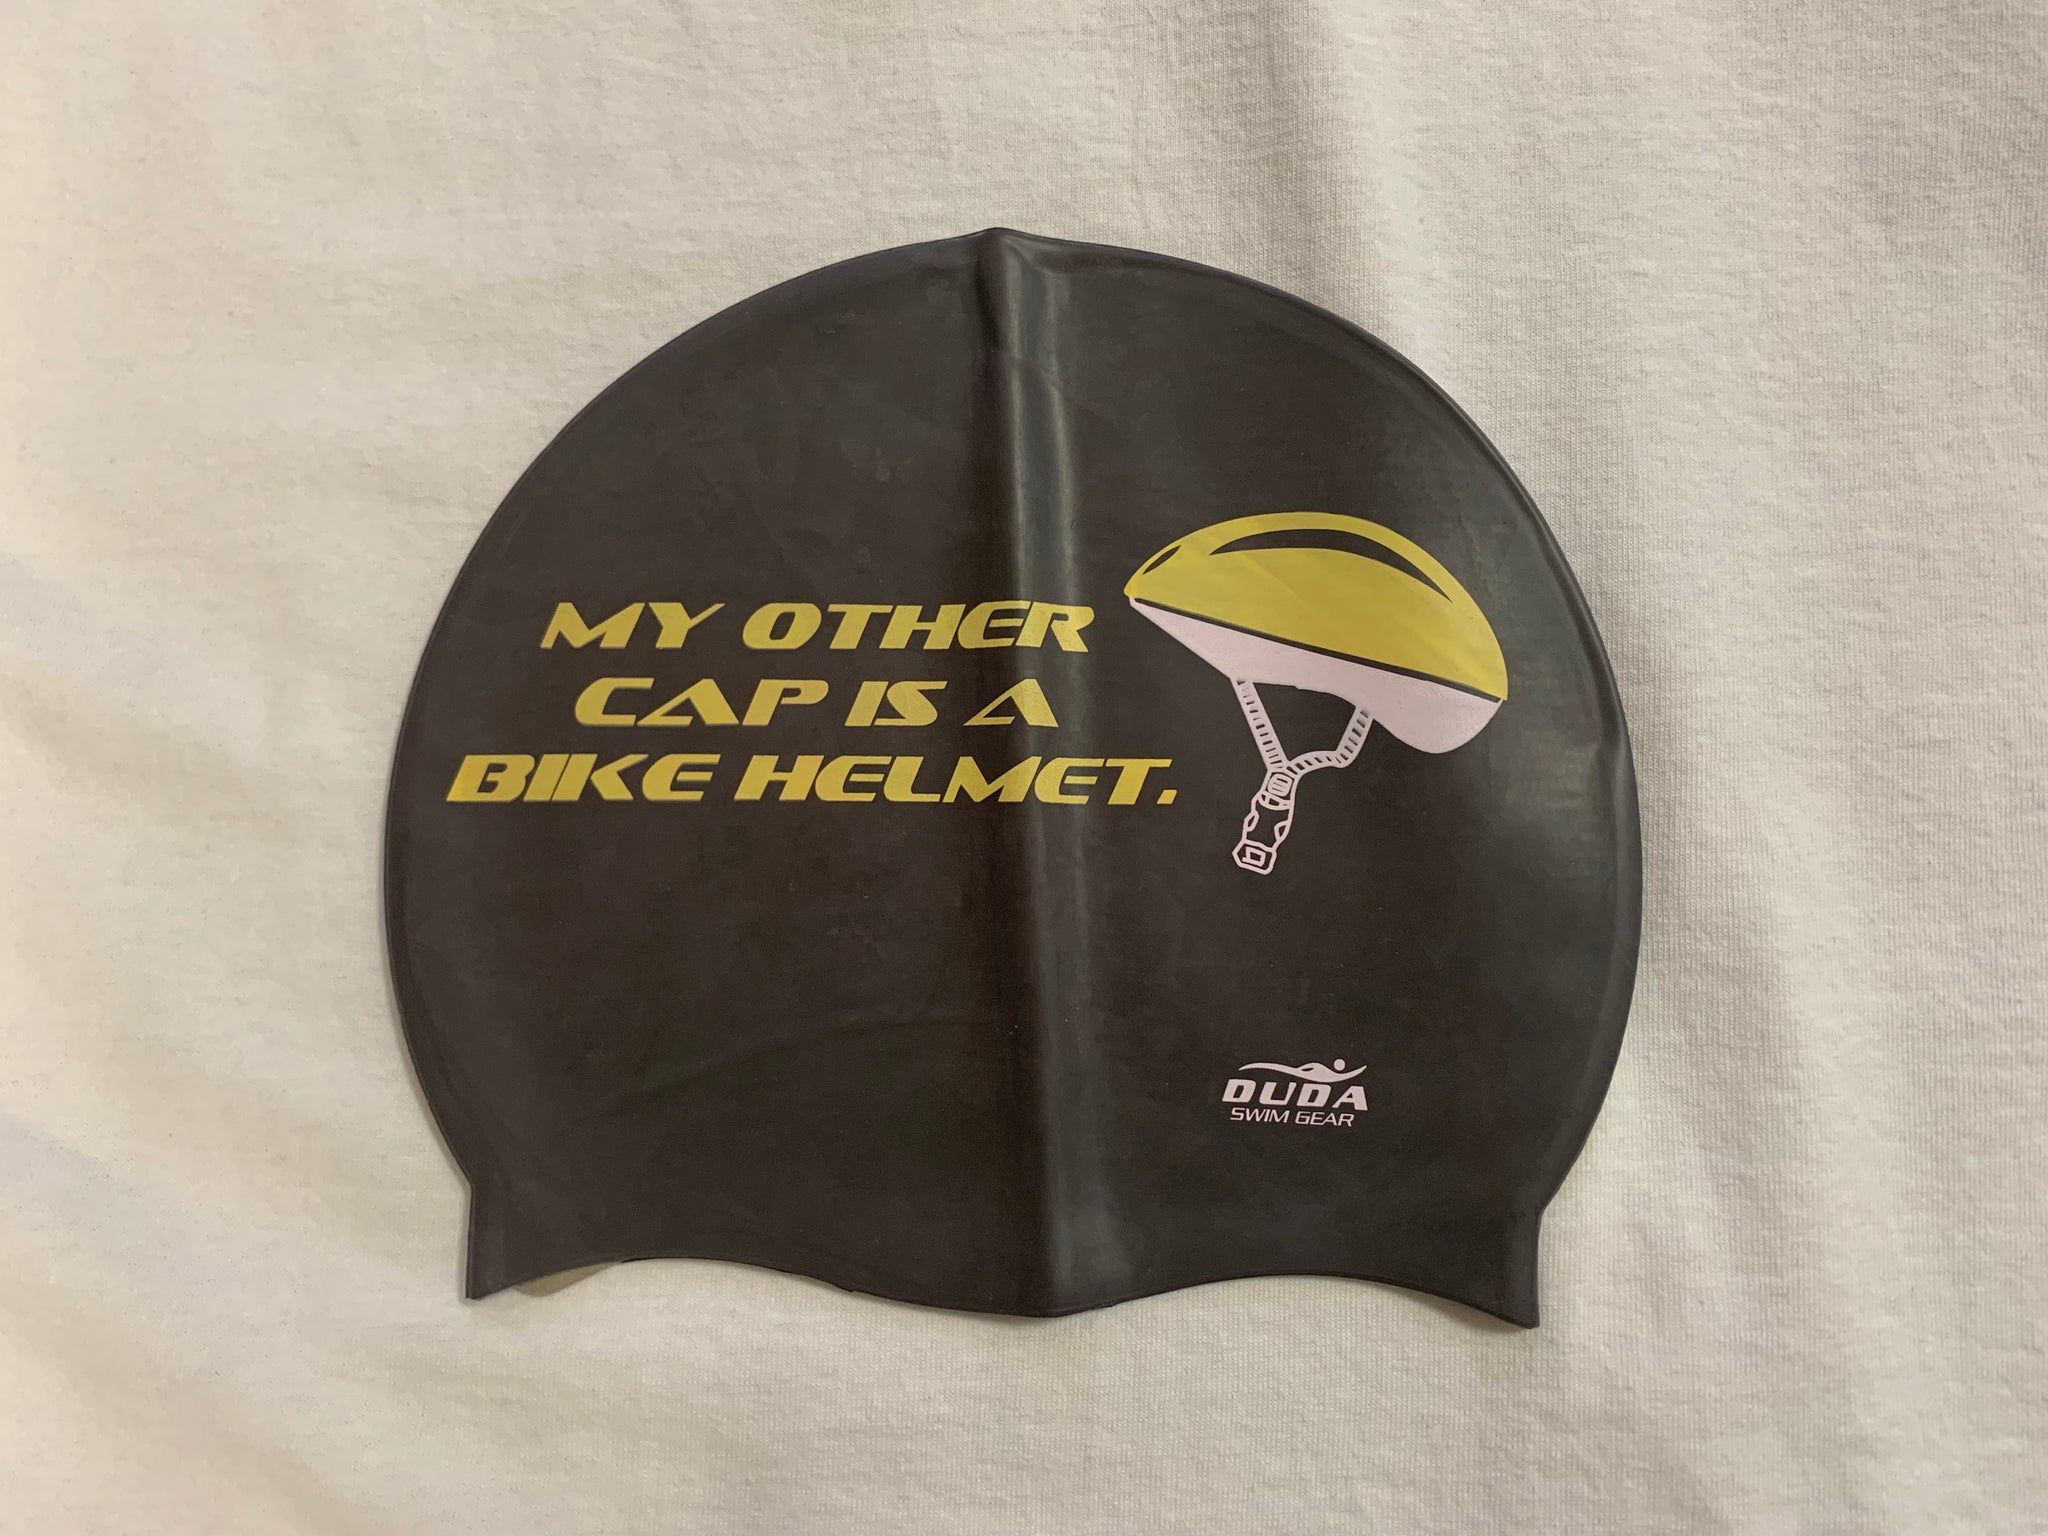 MY OTHER
CAP IS A
BIKE HELMET.
DUDA
SWIM GEAR